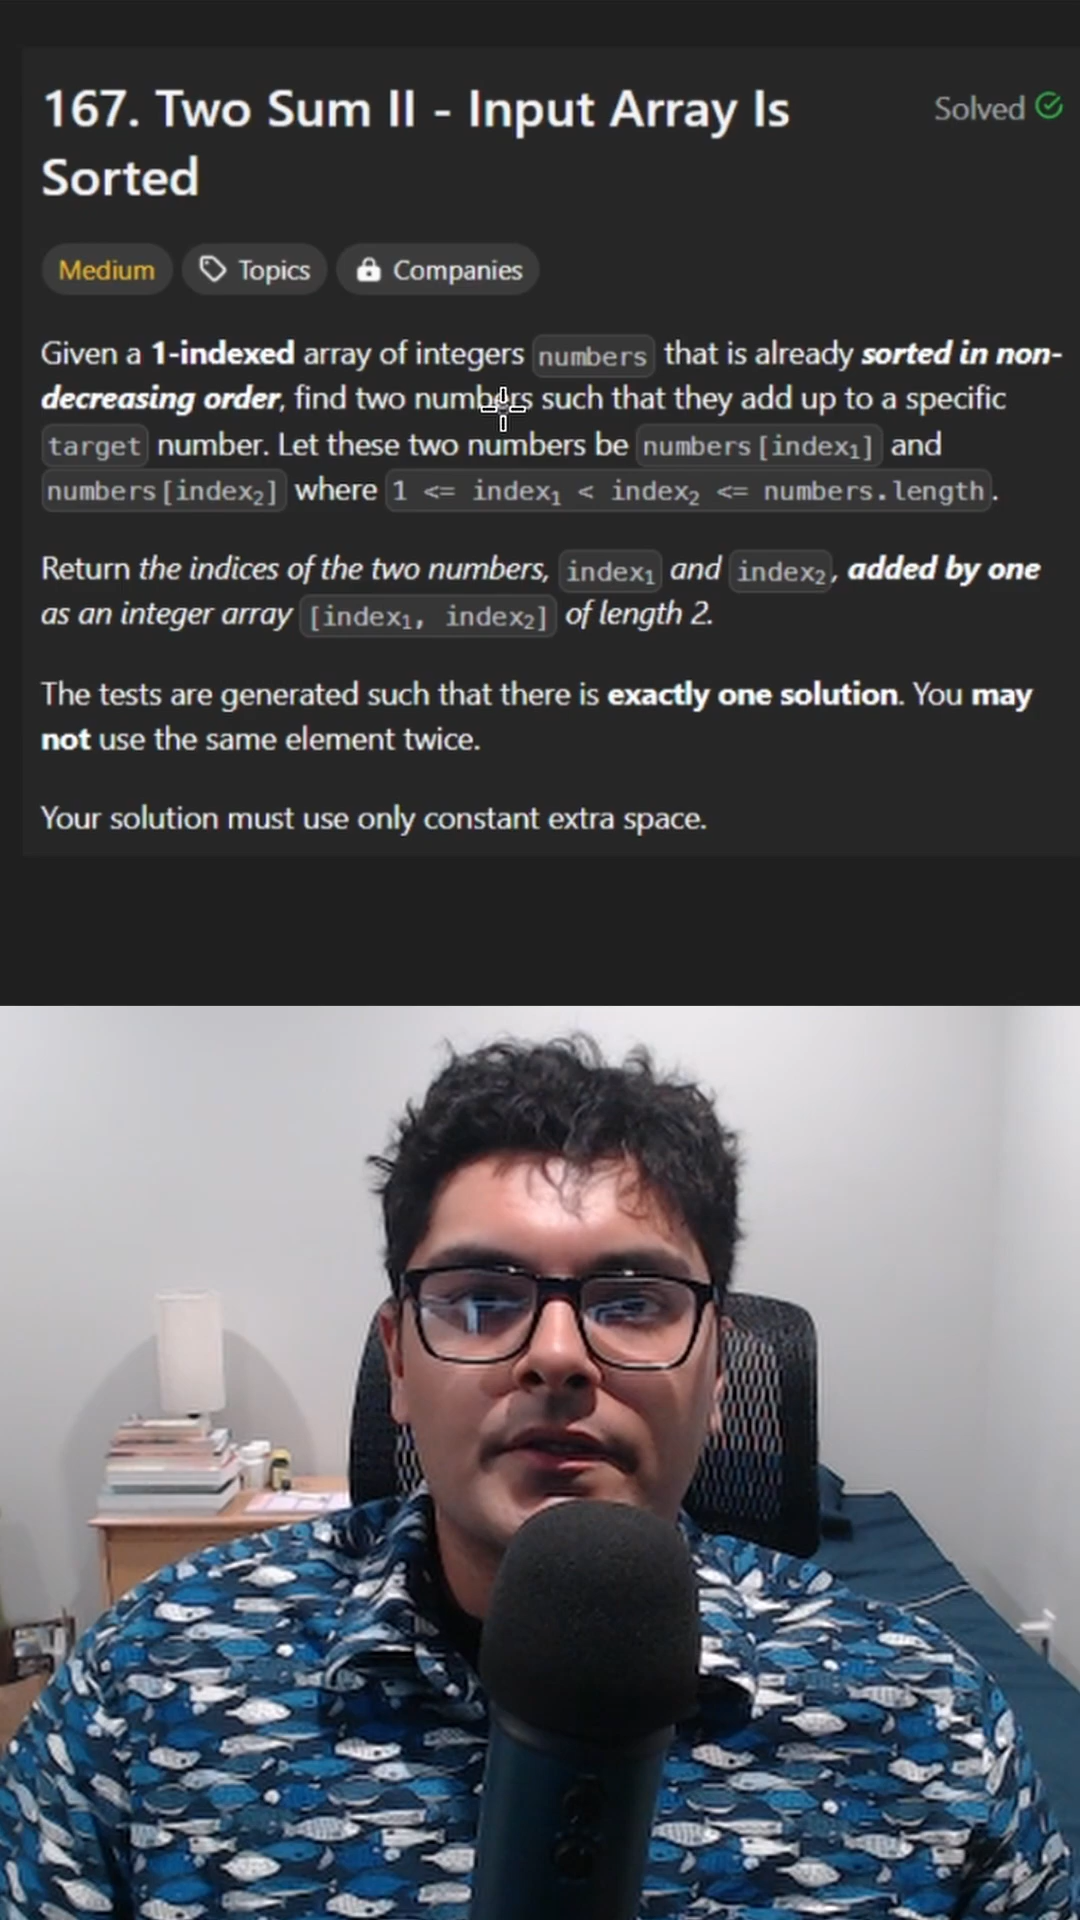 167. Two Sum II - Input Array Is
Sorted
Solved
Medium
Topics
Companies
Given a 1-indexed array of integers numbers that is already sorted in non-
decreasing order, find two numbers such that they add up to a specific
target number. Let these two numbers be numbers[index₁] and
numbers[index₂] where 1 <= index₁ < index₂ <= numbers.length.
Return the indices of the two numbers, index₁ and index₂, added by one
as an integer array [index₁, index₂] of length 2.
The tests are generated such that there is exactly one solution. You may
not use the same element twice.
Your solution must use only constant extra space.